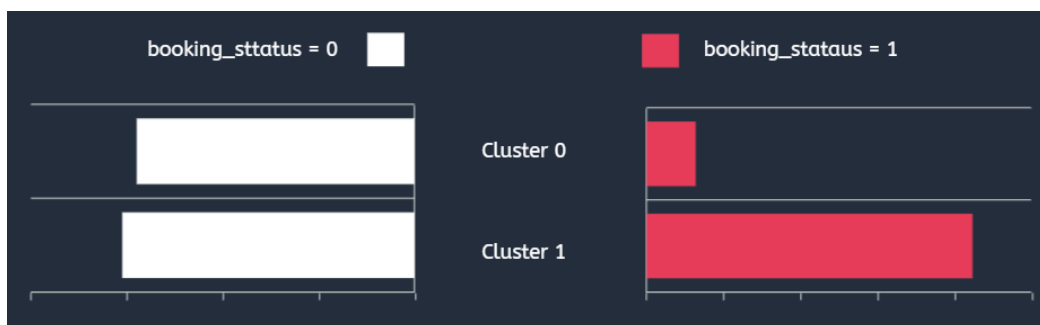 booking_sttatus = 0
booking_stataus = 1
Cluster 0
Cluster 1